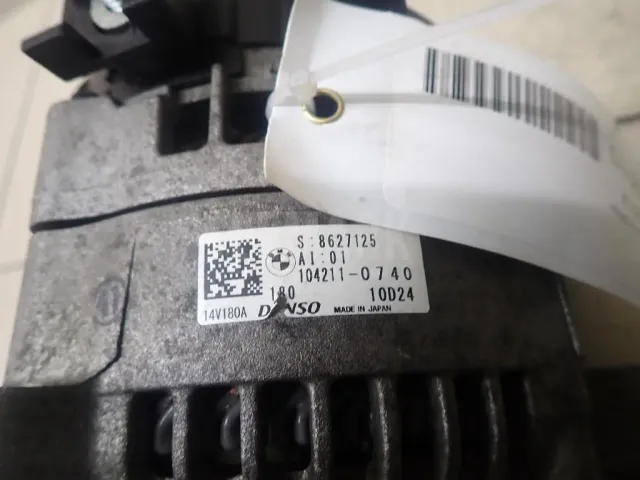 S:8627125
AI:01
104211-0740
180 10D24
14V180A DENSO MADE IN JAPAN